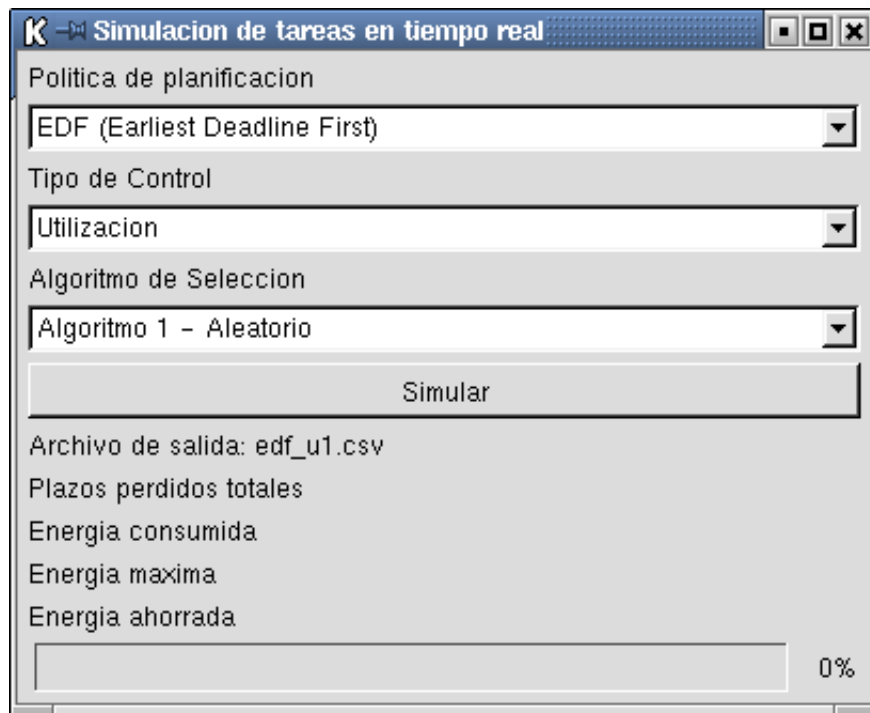 Simulacion de tareas en tiempo real
Politica de planificacion
EDF (Earliest Deadline First)
Tipo de Control
Utilizacion
Algoritmo de Seleccion
Algoritmo 1 - Aleatorio
Simular
Archivo de salida: edf_u1.csv
Plazos perdidos totales
Energia consumida
Energia maxima
Energia ahorrada
0%